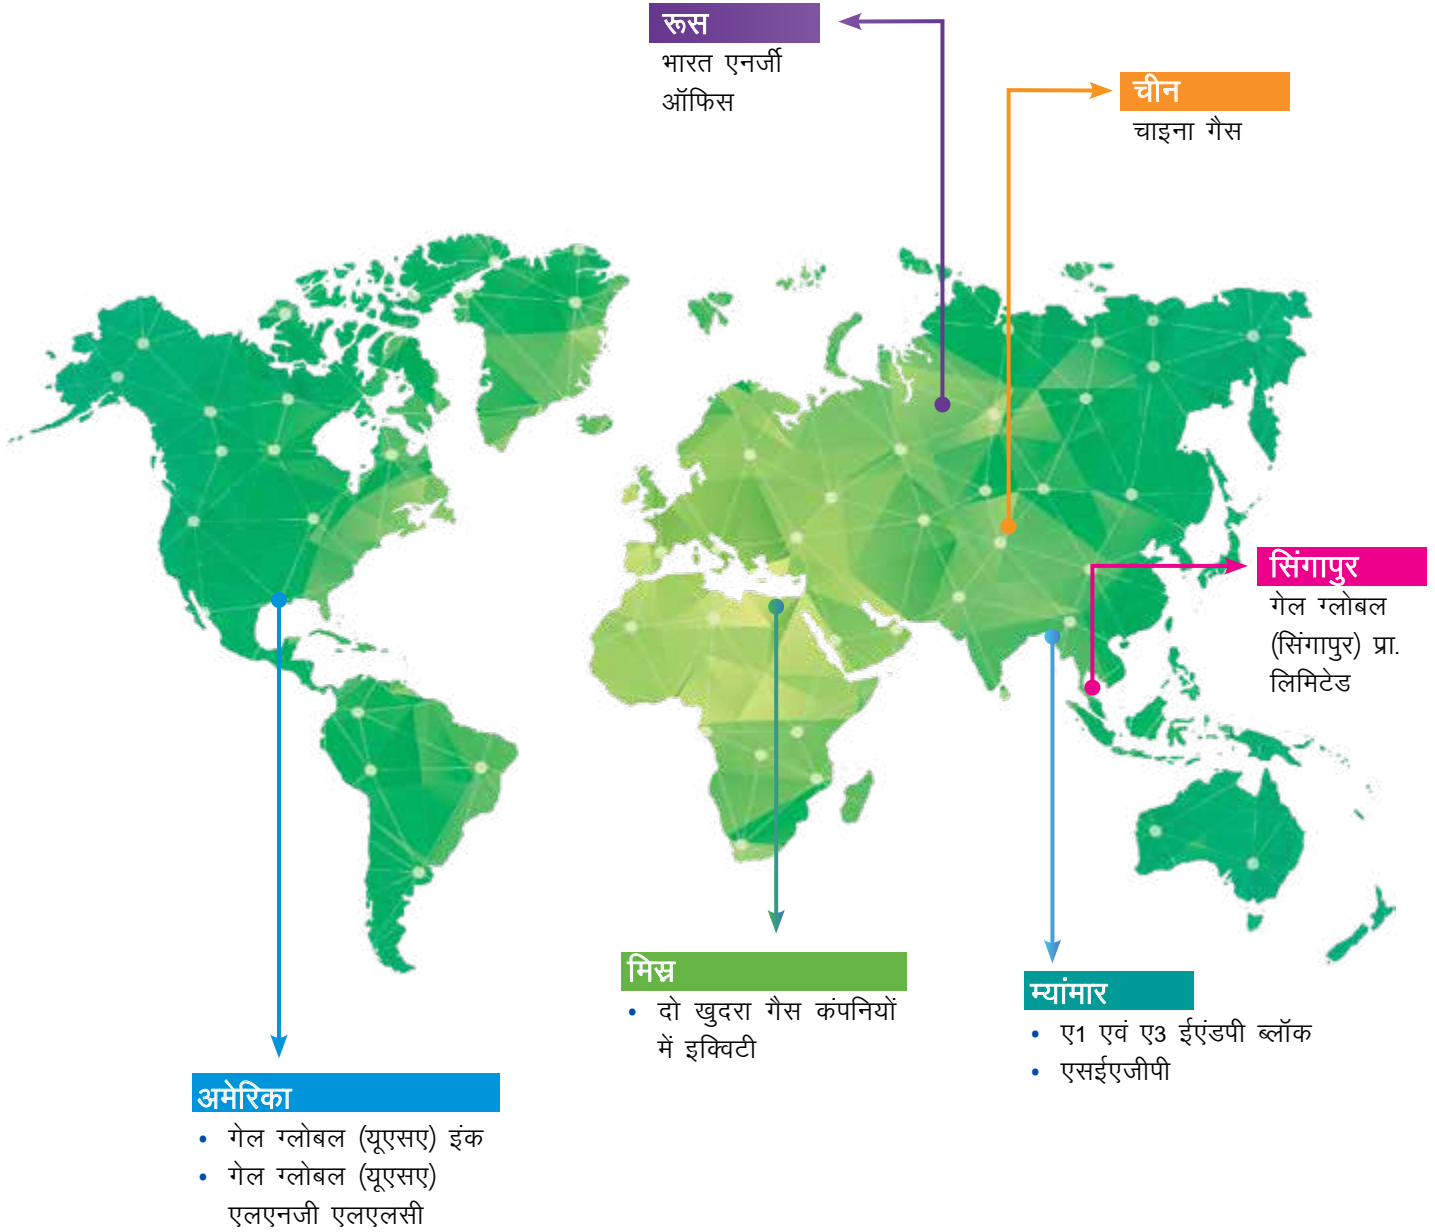 रूस
भारत एनर्जी
ऑफिस
चीन
चाइना गैस
सिंगापुर
गेल ग्लोबल
(सिंगापुर) प्रा.
लिमिटेड
मिस्र
• दो खुदरा गैस कंपनियों
में इक्विटी
म्यांमार
• ए1 एवं ए3 ईएंडपी ब्लॉक
• एसईएजीपी
अमेरिका
• गेल ग्लोबल (यूएसए) इंक
• गेल ग्लोबल (यूएसए)
एलएनजी एलएलसी